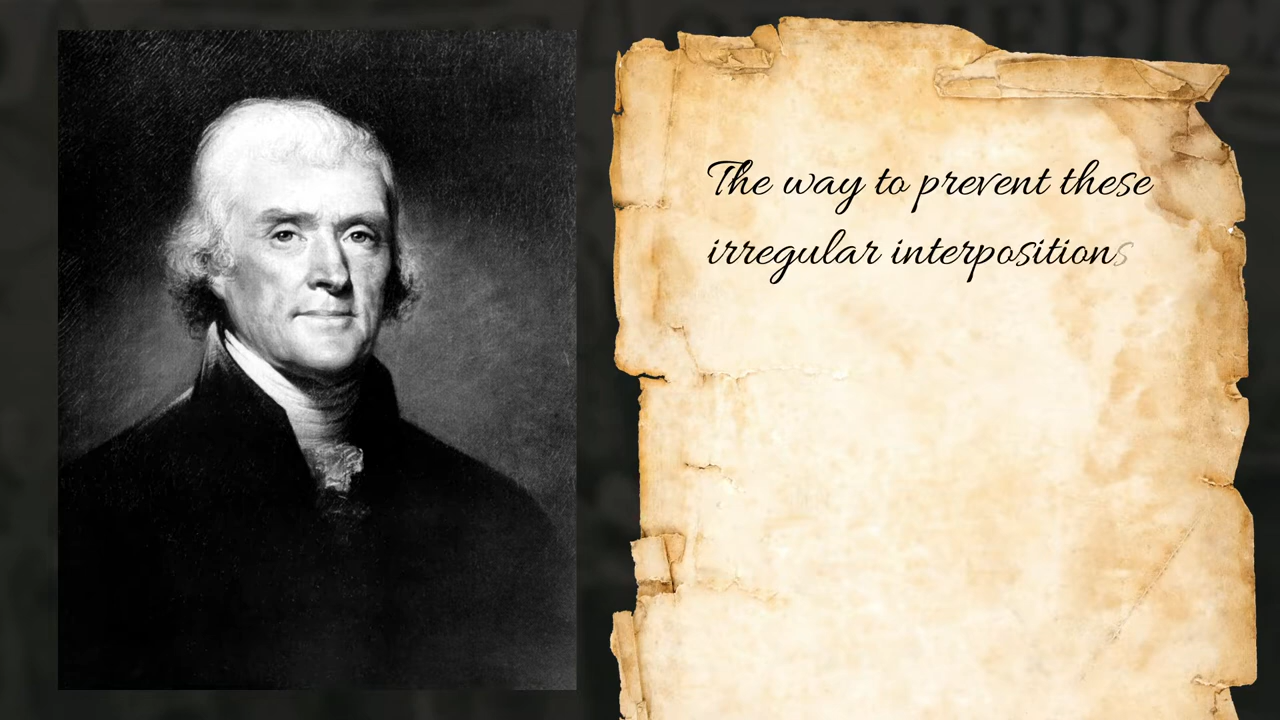 The way to prevent these
irregular interpositions